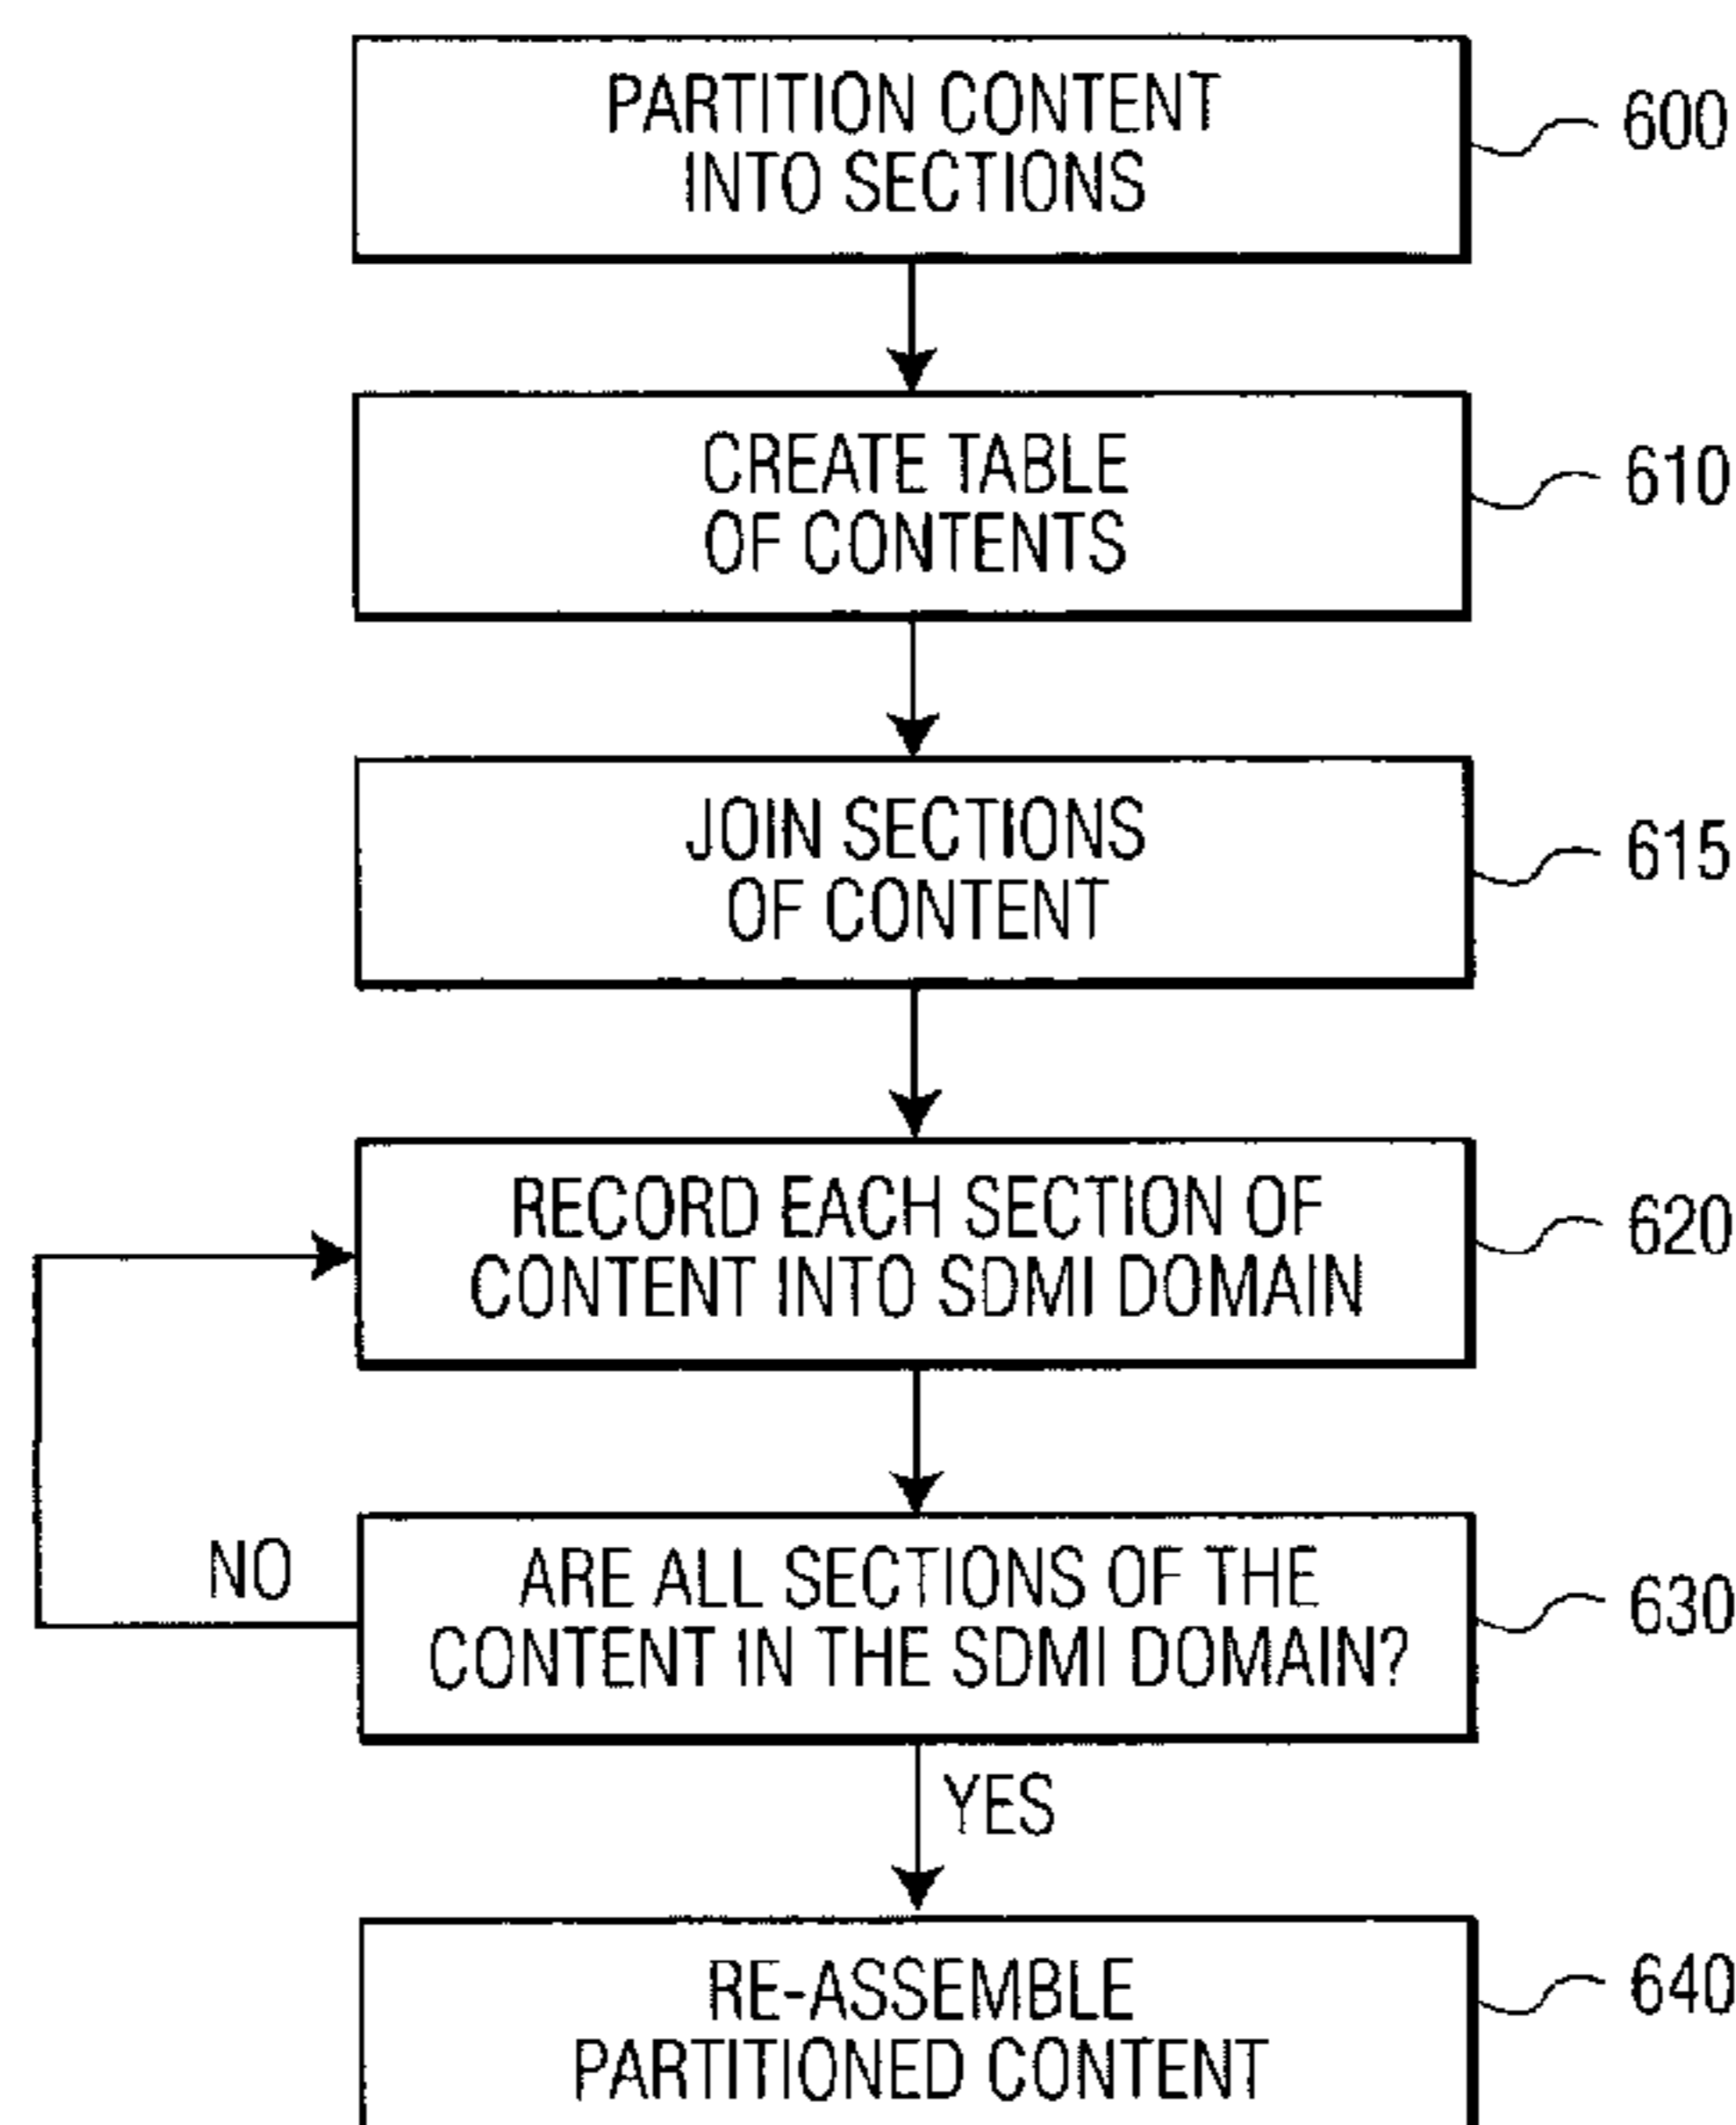 PARTITION CONTENT
INTO SECTIONS
600
CREATE TABLE
OF CONTENTS
610
JOIN SECTIONS
OF CONTENT
615
RECORD EACH SECTION OF
CONTENT INTO SDMI DOMAIN
620
NO
ARE ALL SECTIONS OF THE
CONTENT IN THE SDMI DOMAIN?
630
YES
RE-ASSEMBLE
PARTITIONED CONTENT
640